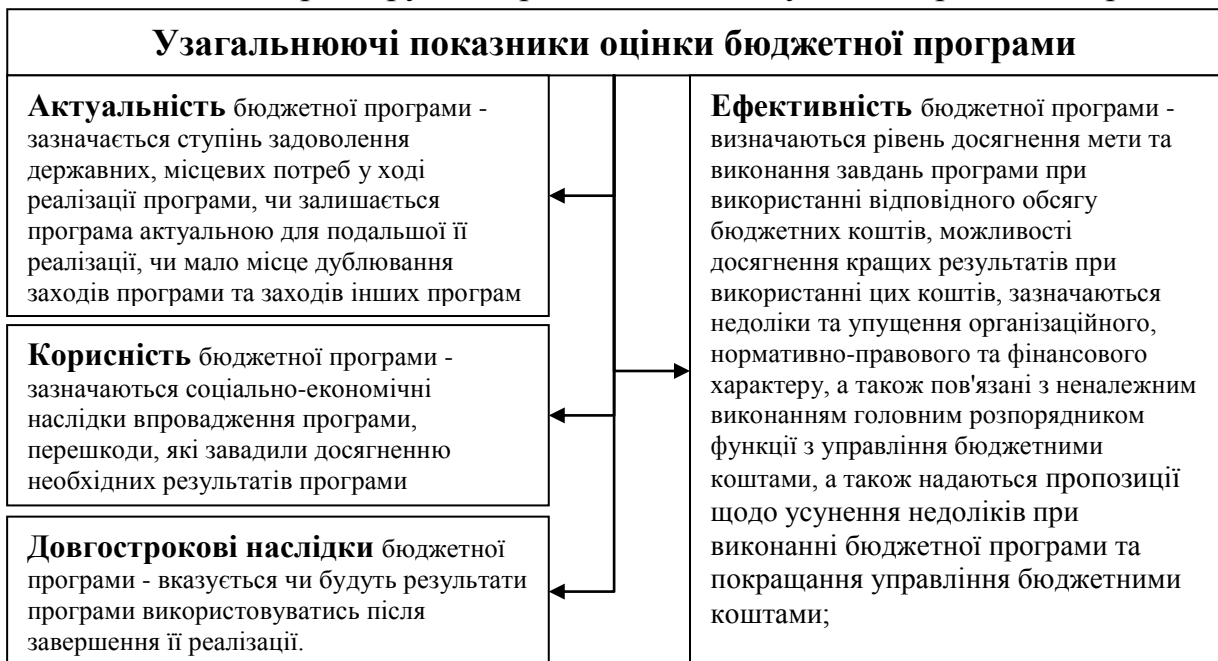 Узагальнюючі показники оцінки бюджетної програми
Актуальність бюджетної програми -
зазначається ступінь задоволення
державних, місцевих потреб у ході
реалізації програми, чи залишається
програма актуальною для подальшої її
реалізації, чи мало місце дублювання
заходів програми та заходів інших програм
Корисність бюджетної програми -
зазначаються соціально-економічні
наслідки впровадження програми,
перешкоди, які завадили досягненню
необхідних результатів програми
Довгострокові наслідки бюджетної
програми - вказується чи будуть результати
програми використовуватись після
завершення її реалізації.
Ефективність бюджетної програми -
визначаються рівень досягнення мети та
виконання завдань програми при
використанні відповідного обсягу
бюджетних коштів, можливості
досягнення кращих результатів при
використанні цих коштів, зазначаються
недоліки та упущення організаційного,
нормативно-правового та фінансового
характеру, а також пов'язані з неналежним
виконанням головним розпорядником
функції з управління бюджетними
коштами, а також надаються пропозиції
щодо усунення недоліків при
виконанні бюджетної програми та
покращання управління бюджетними
коштами;